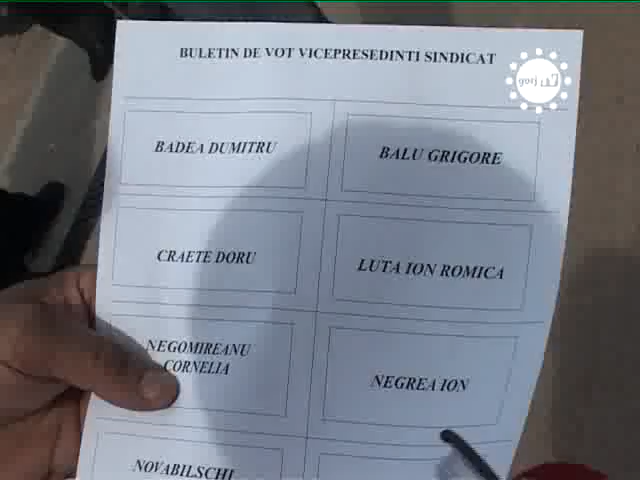 BULETIN DE VOT VICEPRESEDINTI SINDICAT
BADEA DUMITRU
BALU GRIGORE
CRAETE DORU
LUTA ION ROMICA
NEGOMIREANU
CORNELIA
NEGREA ION
NOVABILSCHI